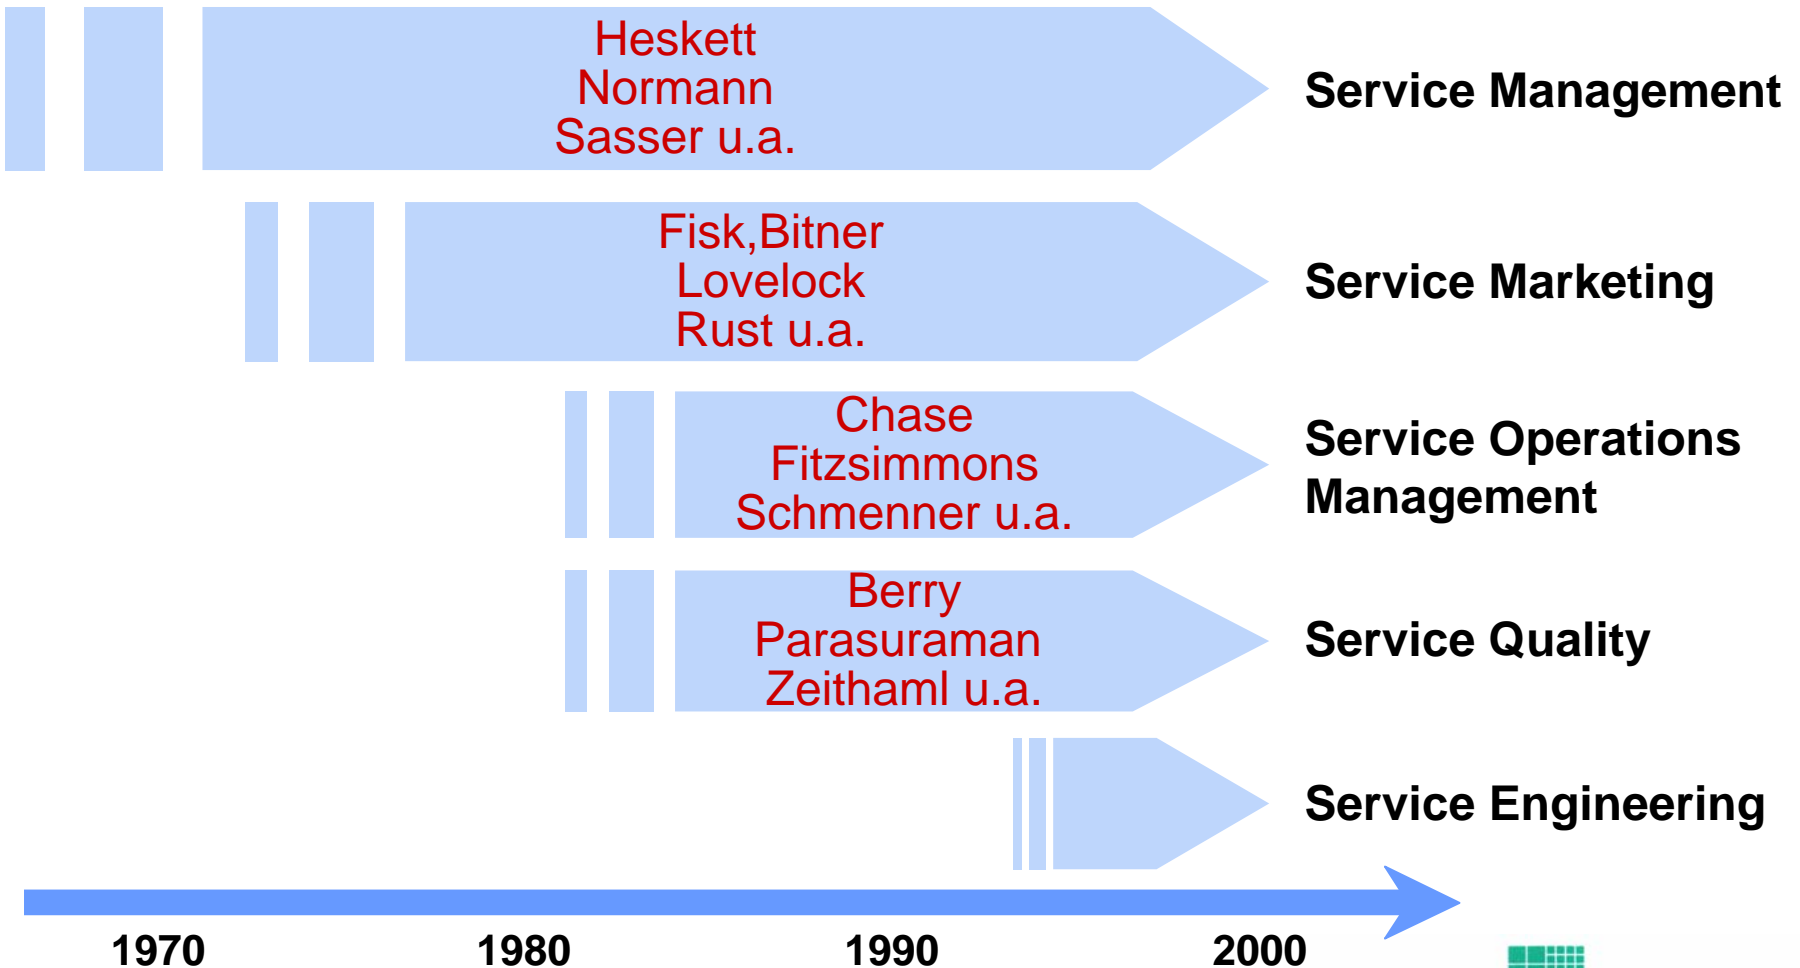 Heskett
Normann
Sasser u.a.
Service Management
Fisk,Bitner
Lovelock
Rust u.a.
Service Marketing
Chase
Fitzsimmons
Schmenner u.a.
Service Operations
Management
Berry
Parasuraman
Zeithaml u.a.
Service Quality
Service Engineering
1970 1980 1990 2000